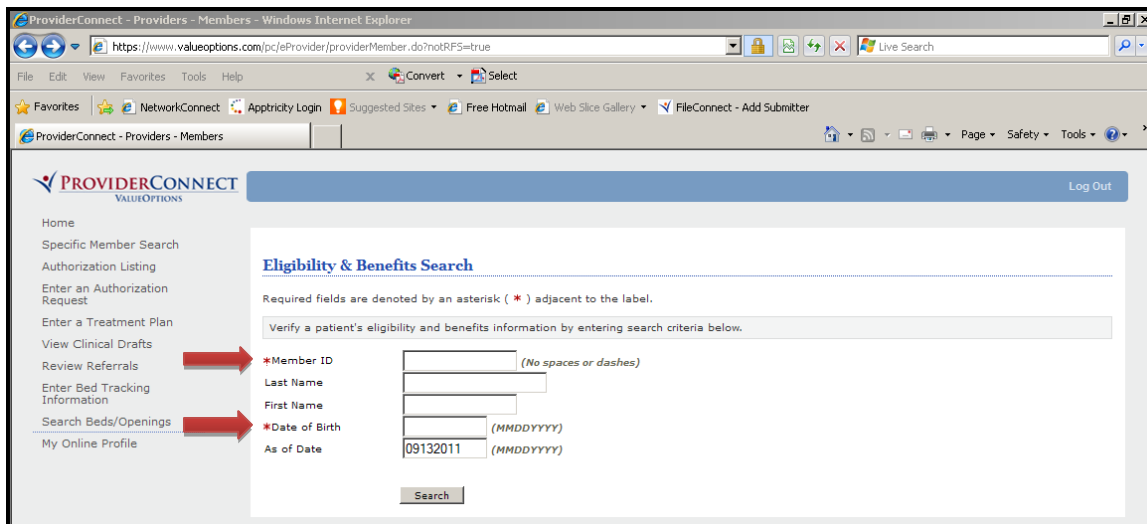 ProviderConnect - Providers - Members - Windows Internet Explorer
https://www.valueoptions.com/pc/eProvider/providerMember.do?notRFS=true
Live Search
File Edit View Favorites Tools Help
x Convert Select
Favorites NetworkConnect Apptricity Login Suggested Sites Free Hotmail Web Slice Gallery FileConnect - Add Submitter
ProviderConnect - Providers - Members
Page Safety Tools
PROVIDERCONNECT
VALUEOPTIONS
Log Out
Home
Specific Member Search
Authorization Listing
Enter an Authorization
Request
Enter a Treatment Plan
View Clinical Drafts
Review Referrals
Enter Bed Tracking
Information
Search Beds/Openings
My Online Profile
Eligibility & Benefits Search
Required fields are denoted by an asterisk ( * ) adjacent to the label.
Verify a patient's eligibility and benefits information by entering search criteria below.
*Member ID (No spaces or dashes)
Last Name
First Name
*Date of Birth (MMDDYYYY)
As of Date 09132011 (MMDDYYYY)
Search